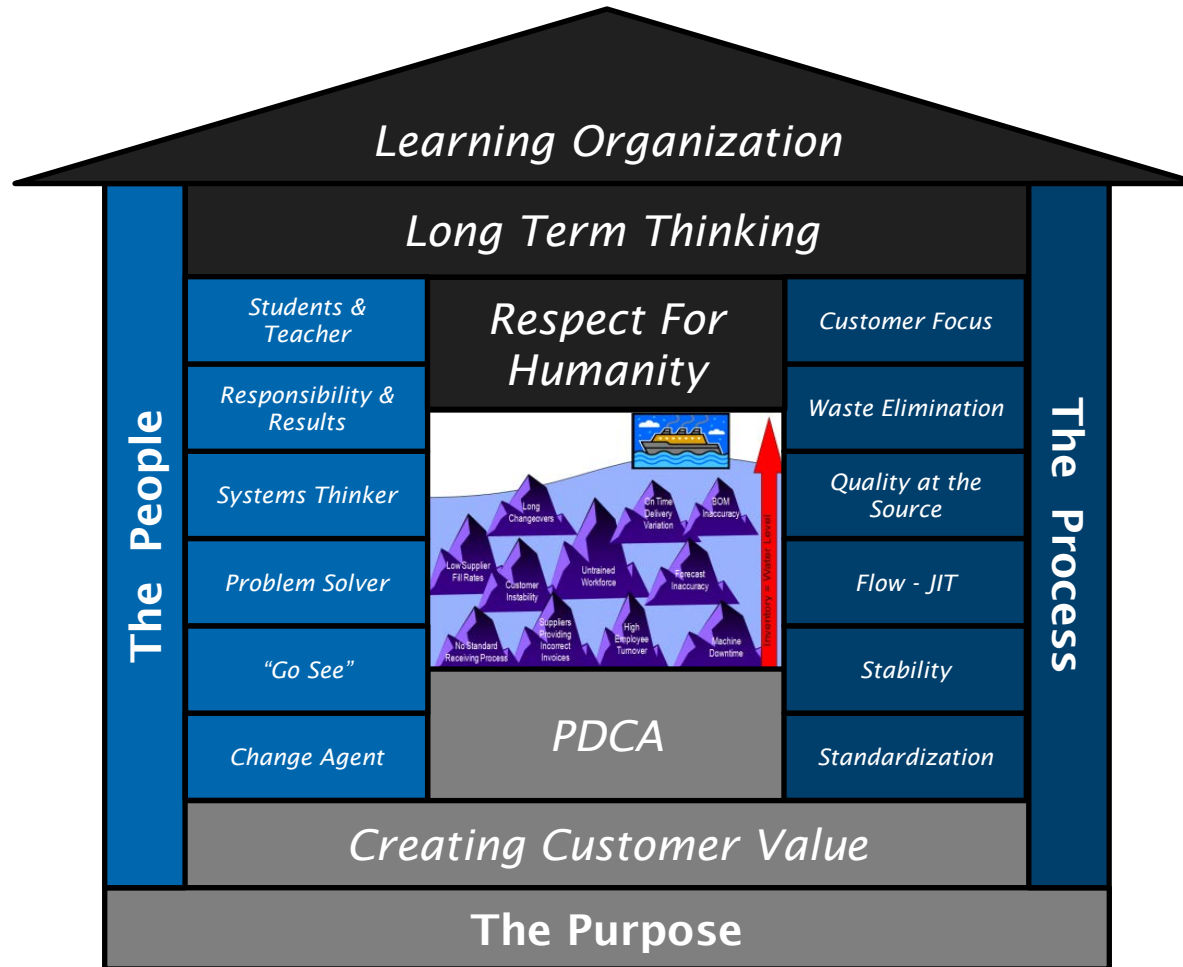 Learning Organization
Long Term Thinking
The People
Students &
Teacher
Responsibility &
Results
Systems Thinker
Problem Solver
“Go See”
Change Agent
Respect For
Humanity
Long
Changeovers
On Time
Delivery
Variation
BOM
Inaccuracy
Low Supplier
Fill Rates
Customer
Instability
Untrained
Workforce
Forecast
Inaccuracy
No Standard
Receiving Process
Suppliers
Providing
Incorrect
Invoices
High
Employee
Turnover
Machine
Downtime
Inventory = Water Level
PDCA
Customer Focus
Waste Elimination
Quality at the
Source
Flow - JIT
Stability
Standardization
The Process
Creating Customer Value
The Purpose